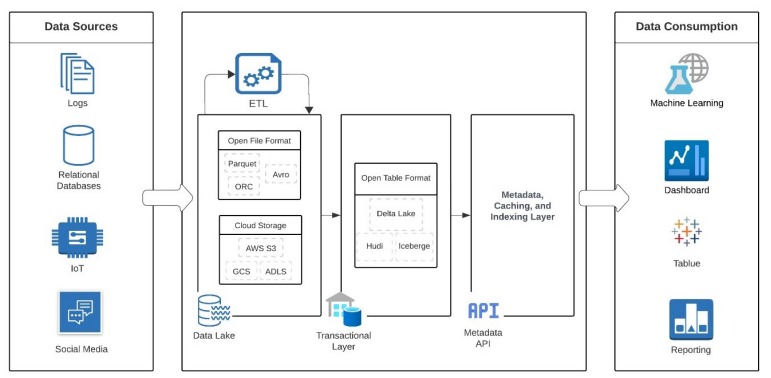 Data Sources
Logs
Relational
Databases
IoT
Social Media
ETL
Open File Format
Parquet
Avro
ORC
Cloud Storage
AWS S3
GCS
ADLS
Data Lake
Open Table Format
Delta Lake
Hudi
Iceberge
Transactional
Layer
Metadata,
Caching, and
Indexing Layer
API
Metadata
API
Data Consumption
Machine Learning
Dashboard
Tablue
Reporting